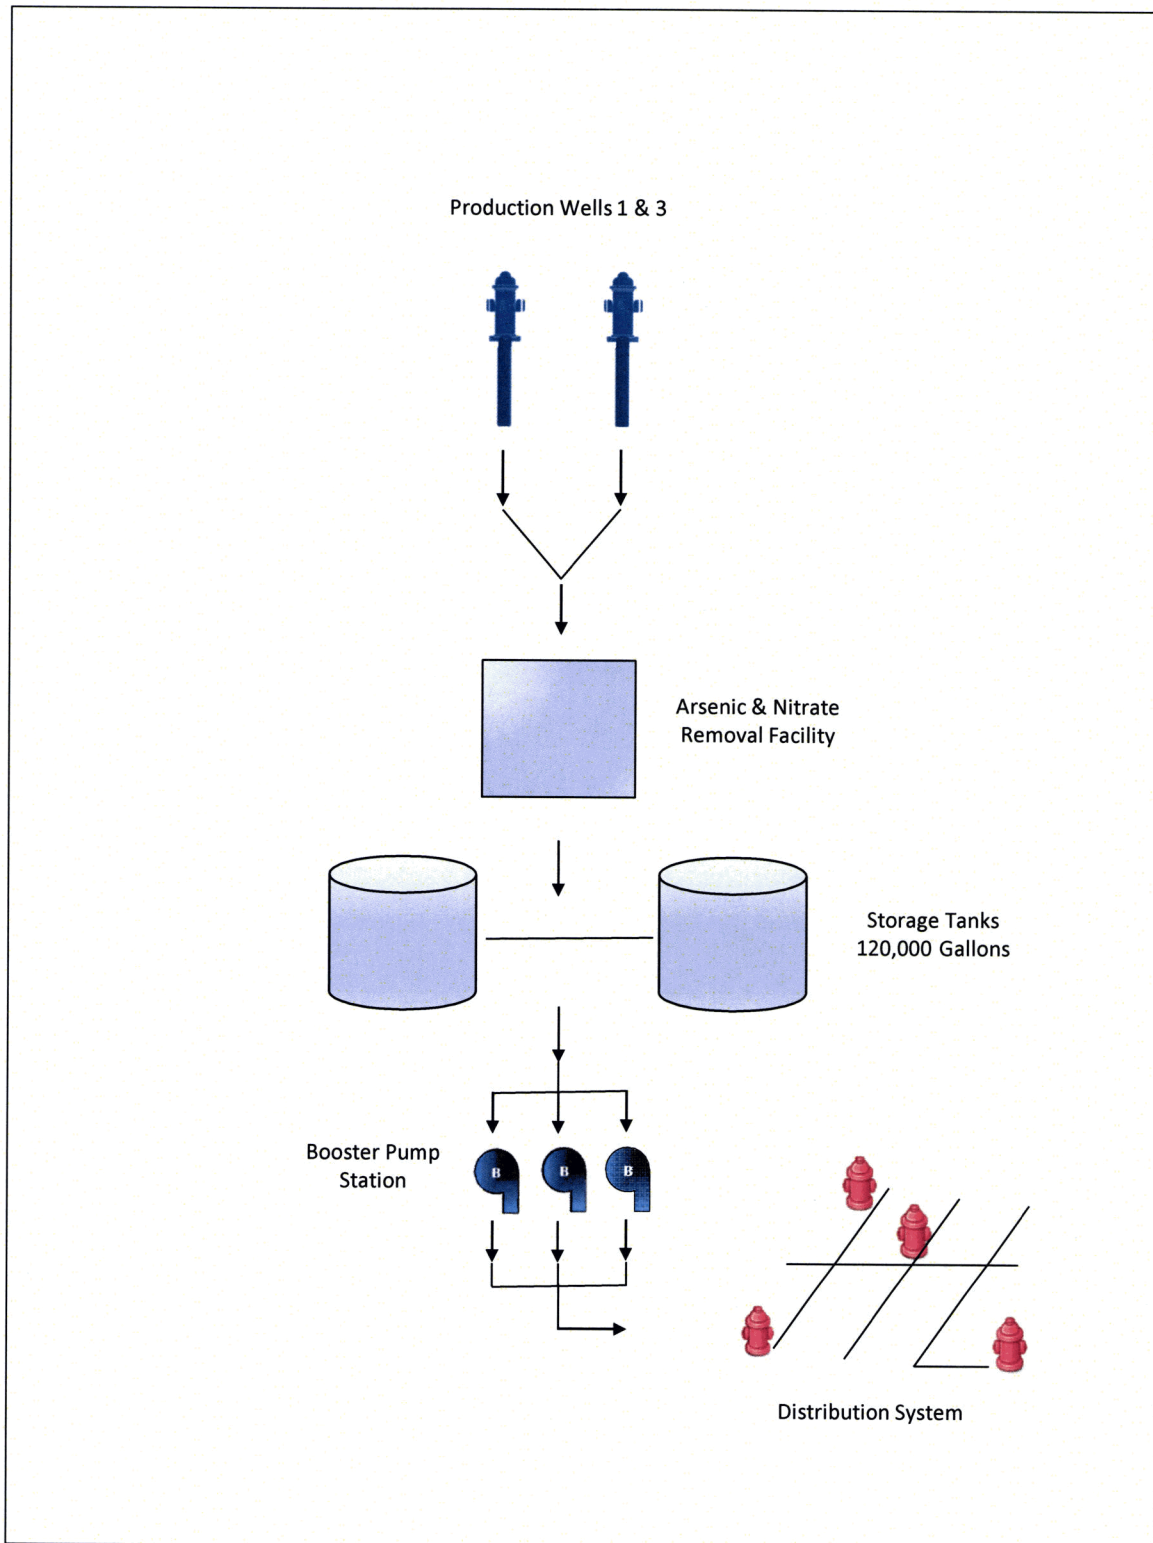 Production Wells 1 & 3
Arsenic & Nitrate
Removal Facility
Storage Tanks
120,000 Gallons
Booster Pump
Station
B B B
Distribution System